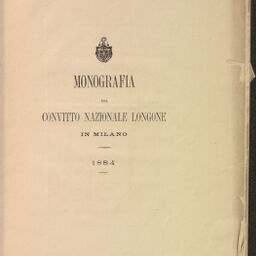 MONOGRAFIA
DEL
CONVITTO NAZIONALE LONGONE
IN MILANO
1884